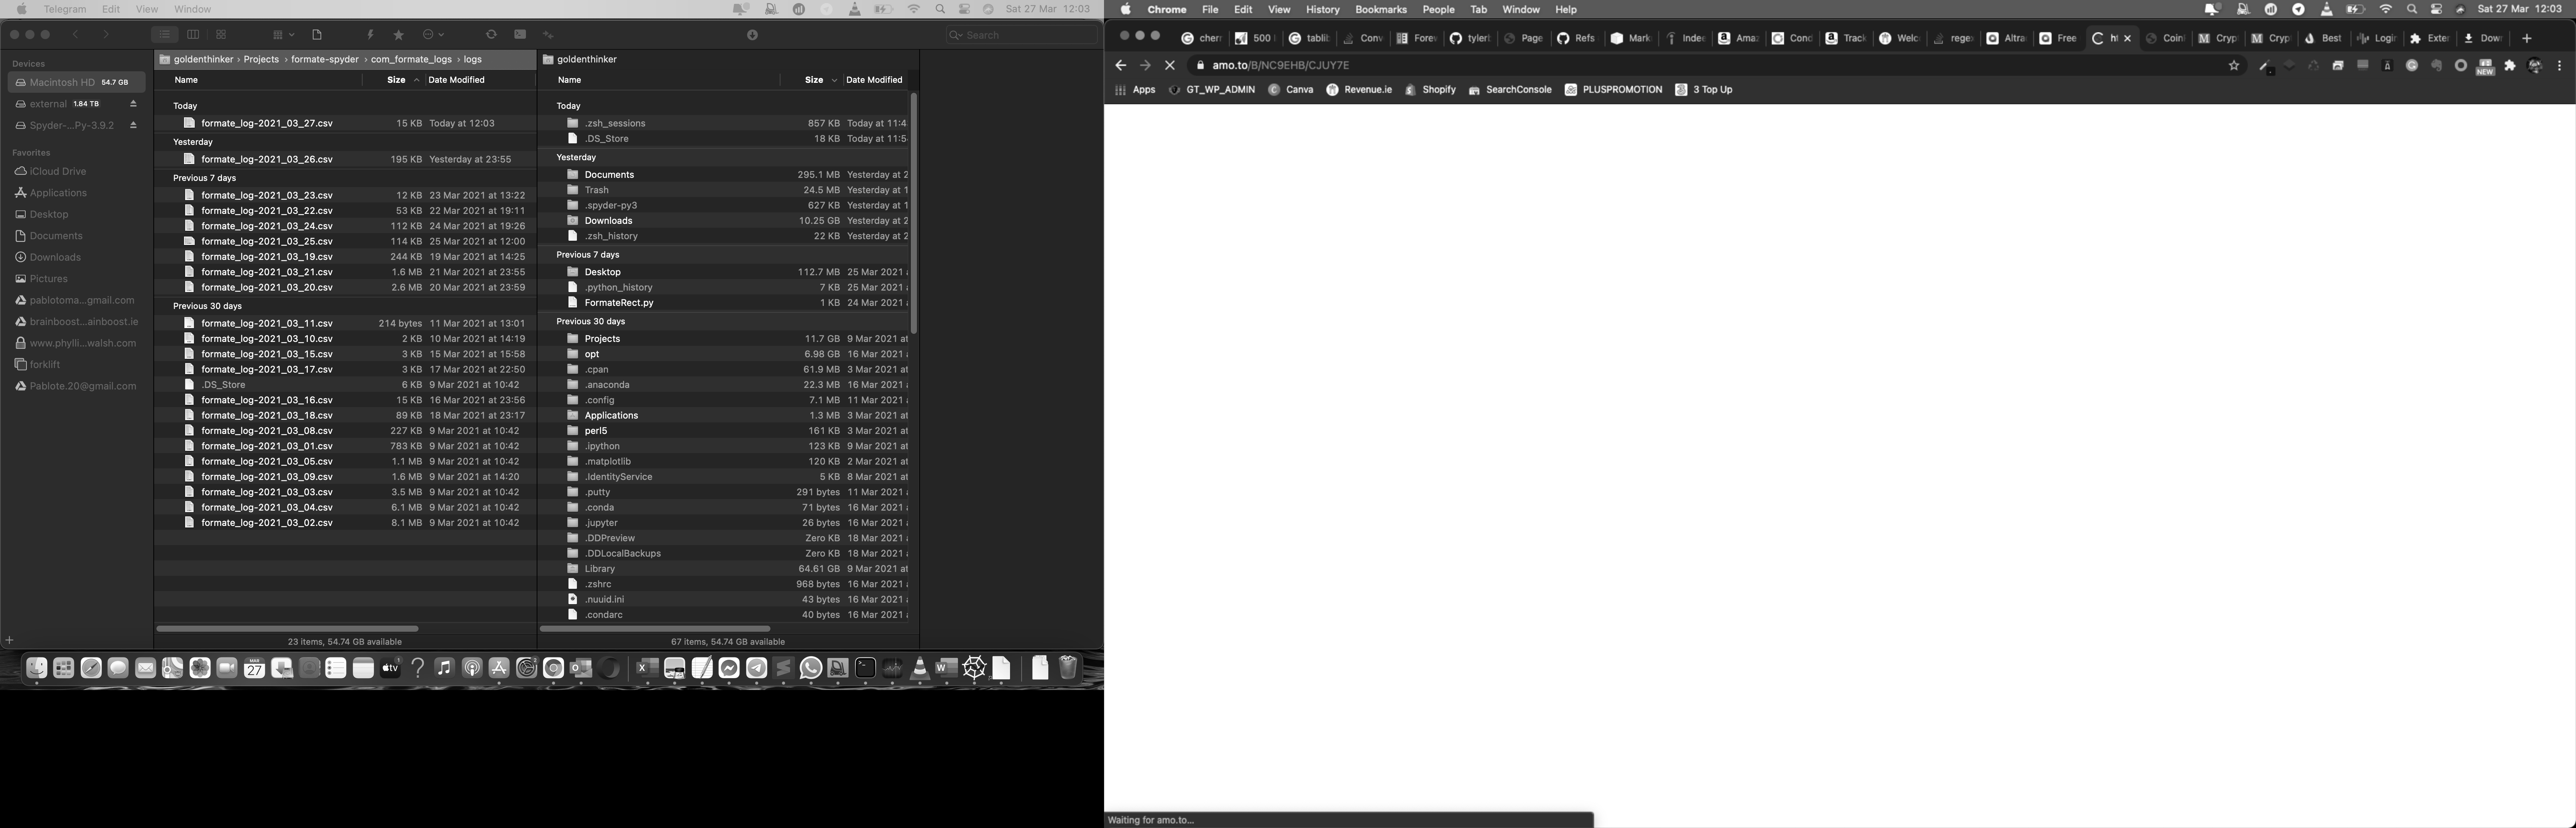 Telegram Edit View Window Sat 27 Mar 12:03
Search
Devices
Macintosh HD 54.7 GB
external 1.84 TB
Spyder-...Py-3.9.2
Favorites
iCloud Drive
Applications
Desktop
Documents
Downloads
Pictures
pablotoma...gmail.com
brainboost...ainboost.ie
www.phylli...walsh.com
forklift
Pablote.20@gmail.com
goldenthinker › Projects › formate-spyder › com_formate_logs › logs
Name Size Date Modified
Today
formate_log-2021_03_27.csv 15 KB Today at 12:03
Yesterday
formate_log-2021_03_26.csv 195 KB Yesterday at 23:55
Previous 7 days
formate_log-2021_03_23.csv 12 KB 23 Mar 2021 at 13:22
formate_log-2021_03_22.csv 53 KB 22 Mar 2021 at 19:11
formate_log-2021_03_24.csv 112 KB 24 Mar 2021 at 19:26
formate_log-2021_03_25.csv 114 KB 25 Mar 2021 at 12:00
formate_log-2021_03_19.csv 244 KB 19 Mar 2021 at 14:25
formate_log-2021_03_21.csv 1.6 MB 21 Mar 2021 at 23:55
formate_log-2021_03_20.csv 2.6 MB 20 Mar 2021 at 23:59
Previous 30 days
formate_log-2021_03_11.csv 214 bytes 11 Mar 2021 at 13:01
formate_log-2021_03_10.csv 2 KB 10 Mar 2021 at 14:19
formate_log-2021_03_15.csv 3 KB 15 Mar 2021 at 15:58
formate_log-2021_03_17.csv 3 KB 17 Mar 2021 at 22:50
.DS_Store 6 KB 9 Mar 2021 at 10:42
formate_log-2021_03_16.csv 15 KB 16 Mar 2021 at 23:56
formate_log-2021_03_18.csv 89 KB 18 Mar 2021 at 23:17
formate_log-2021_03_08.csv 227 KB 9 Mar 2021 at 10:42
formate_log-2021_03_01.csv 783 KB 9 Mar 2021 at 10:42
formate_log-2021_03_05.csv 1.1 MB 9 Mar 2021 at 10:42
formate_log-2021_03_09.csv 1.6 MB 9 Mar 2021 at 14:20
formate_log-2021_03_03.csv 3.5 MB 9 Mar 2021 at 10:42
formate_log-2021_03_04.csv 6.1 MB 9 Mar 2021 at 10:42
formate_log-2021_03_02.csv 8.1 MB 9 Mar 2021 at 10:42
23 items, 54.74 GB available
goldenthinker
Name Size Date Modified
Today
.zsh_sessions 857 KB Today at 11:4
.DS_Store 18 KB Today at 11:5
Yesterday
Documents 295.1 MB Yesterday at 2
Trash 24.5 MB Yesterday at 1
.spyder-py3 627 KB Yesterday at 1
Downloads 10.25 GB Yesterday at 2
.zsh_history 22 KB Yesterday at 2
Previous 7 days
Desktop 112.7 MB 25 Mar 2021
.python_history 7 KB 25 Mar 2021
FormateRect.py 1 KB 24 Mar 2021
Previous 30 days
Projects 11.7 GB 9 Mar 2021 at
opt 6.98 GB 16 Mar 2021
.cpan 61.9 MB 3 Mar 2021 at
.anaconda 22.3 MB 16 Mar 2021
.config 7.1 MB 11 Mar 2021
Applications 1.3 MB 3 Mar 2021 at
perl5 161 KB 3 Mar 2021 at
.ipython 123 KB 9 Mar 2021 at
.matplotlib 120 KB 2 Mar 2021 at
.IdentityService 5 KB 8 Mar 2021 at
.putty 291 bytes 11 Mar 2021
.conda 71 bytes 16 Mar 2021
.jupyter 26 bytes 16 Mar 2021
.DDPreview Zero KB 18 Mar 2021
.DDLocalBackups Zero KB 18 Mar 2021
Library 64.61 GB 9 Mar 2021 at
.zshrc 968 bytes 16 Mar 2021
.nuuid.ini 43 bytes 16 Mar 2021
.condarc 40 bytes 16 Mar 2021
67 items, 54.74 GB available
MAR 27 tv
Chrome File Edit View History Bookmarks People Tab Window Help Sat 27 Mar 12:03
cherr 500 tablib Conv Forev tylert Page Refs Mark Indee Amaz Cond Track Welc regex Altra Free ht Coinl Cryp Cryp Best Login Exter Dowr
amo.to/B/NC9EHB/CJUY7E NEW
Apps GT_WP_ADMIN Canva Revenue.ie Shopify SearchConsole PLUSPROMOTION 3 Top Up
Waiting for amo.to...